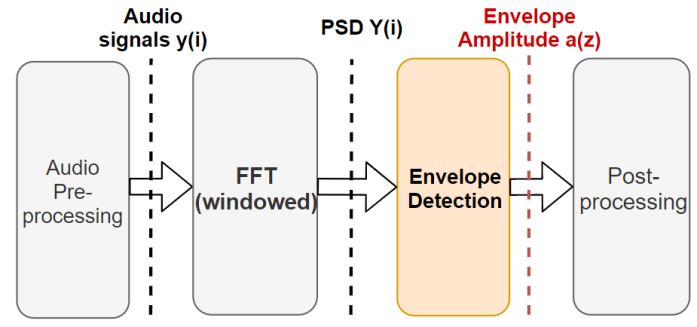 Audio
signals y(i)
PSD Y(i)
Envelope
Amplitude a(z)
Audio
Pre-
processing
FFT
(windowed)
Envelope
Detection
Post-
processing